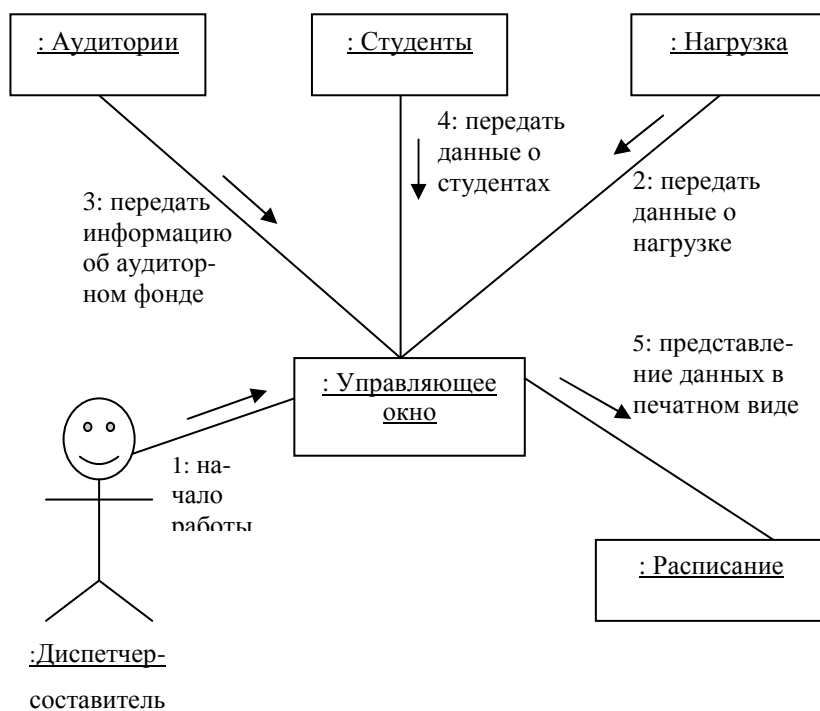 : Аудитории
: Студенты
: Нагрузка
4: передать
данные о
студентах
2: передать
данные о
нагрузке
3: передать
информацию
об аудитор-
ном фонде
: Управляющее
окно
5: представле-
ние данных в
печатном виде
1: на-
чало
работы
: Расписание
:Диспетчер-
составитель